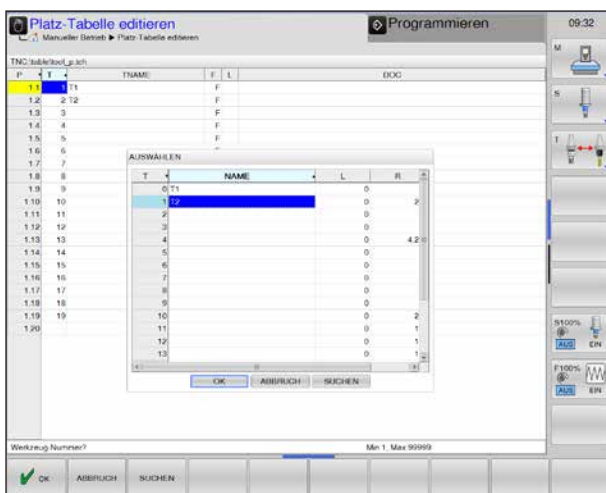 Platz-Tabelle editieren
Programmieren
09:32
Manueller Betrieb ▶ Platz-Tabelle editieren
TNC:\table\tool_p.tch
P T TNAME F L DOC
1.1 1 T1 F
1.2 2 T2 F
1.3 3 F
1.4 4 F
1.5 5 F
1.6 6
1.7 7
1.8 8
1.9 9
1.10 10
1.11 11
1.12 12
1.13 13
1.14 14
1.15 15
1.16 16
1.17 17
1.18 18
1.19 19
1.20
AUSWÄHLEN
T NAME L R
0 T1 0
1 T2 0 2
2 0
3 0
4 0 4.2
5 0
6 0
7 0
8 0
9 0
10 0 2
11 0 1
12 0 1
13 0 1
OK ABBRUCH SUCHEN
M
S
T
S100%
AUS EIN
F100%
AUS EIN
Werkzeug-Nummer? Min 1, Max 99999
OK ABBRUCH SUCHEN